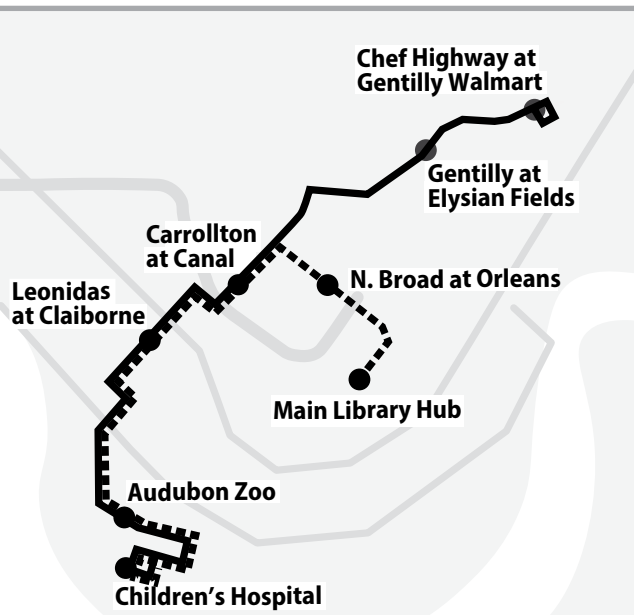 Chef Highway at
Gentilly Walmart
Gentilly at
Elysian Fields
Carrollton
at Canal
N. Broad at Orleans
Leonidas
at Claiborne
Main Library Hub
Audubon Zoo
Children's Hospital